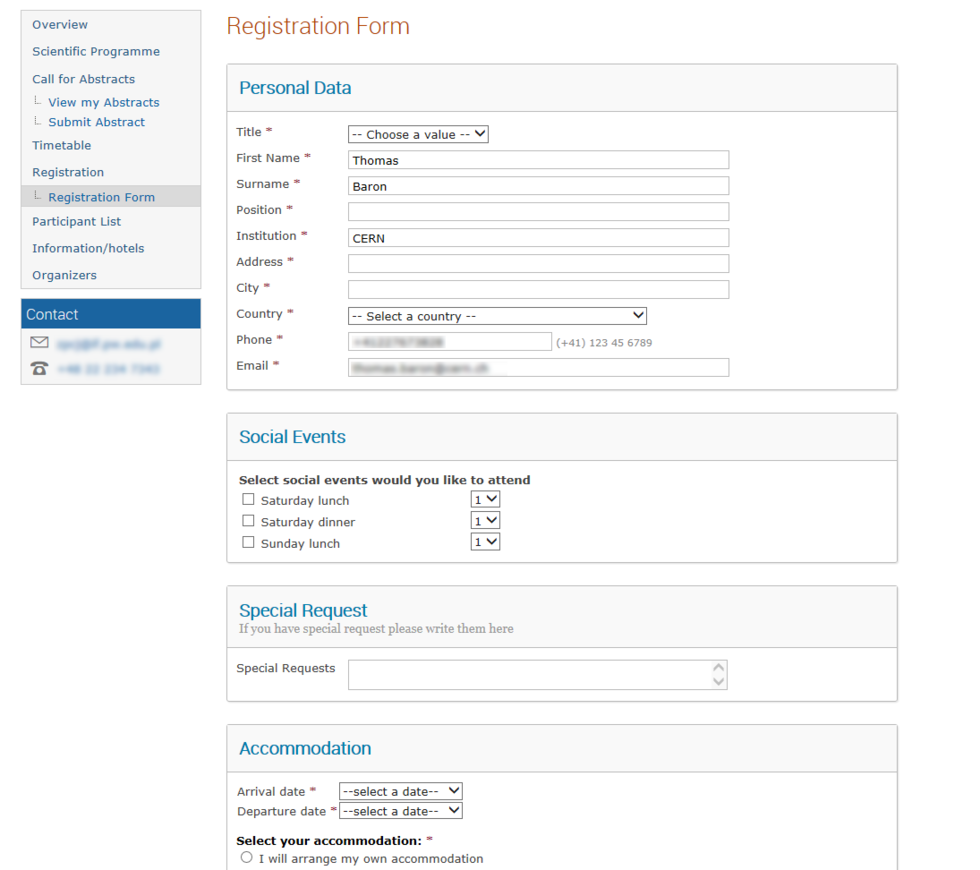 Overview
Scientific Programme
Call for Abstracts
View my Abstracts
Submit Abstract
Timetable
Registration
Registration Form
Participant List
Information/hotels
Organizers
Contact
Registration Form
Personal Data
Title * -- Choose a value --
First Name * Thomas
Surname * Baron
Position *
Institution * CERN
Address *
City *
Country * -- Select a country --
Phone * (+41) 123 45 6789
Email *
Social Events
Select social events would you like to attend
Saturday lunch 1
Saturday dinner 1
Sunday lunch 1
Special Request
If you have special request please write them here
Special Requests
Accommodation
Arrival date * --select a date--
Departure date * --select a date--
Select your accommodation: *
I will arrange my own accommodation